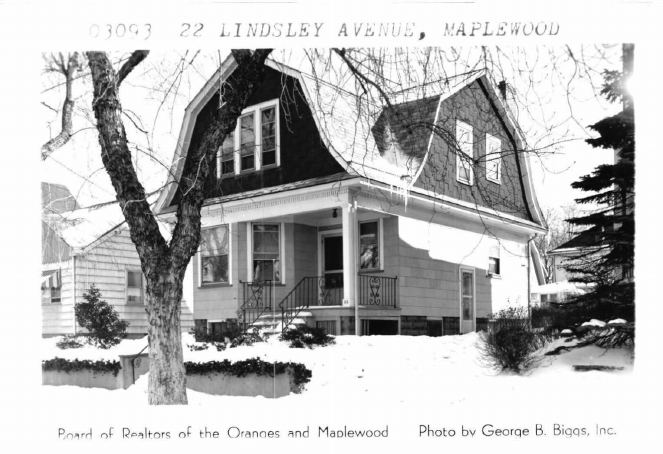 03093 22 LINDSLEY AVENUE, MAPLEWOOD
Board of Realtors of the Oranges and Maplewood Photo by George B. Biggs, Inc.